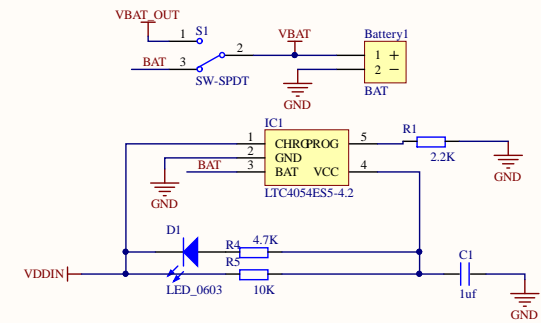 VBAT_OUT
1 S1
VBAT
Battery1
2
1 +
BAT 3
2 -
SW-SPDT
BAT
GND
IC1
1 CHRG PROG 5
R1
2 GND
2.2K
BAT 3 BAT VCC 4
GND
GND
LTC4054ES5-4.2
D1
R4 4.7K
R5
C1
VDDIN
LED_0603
10K
1uf
GND